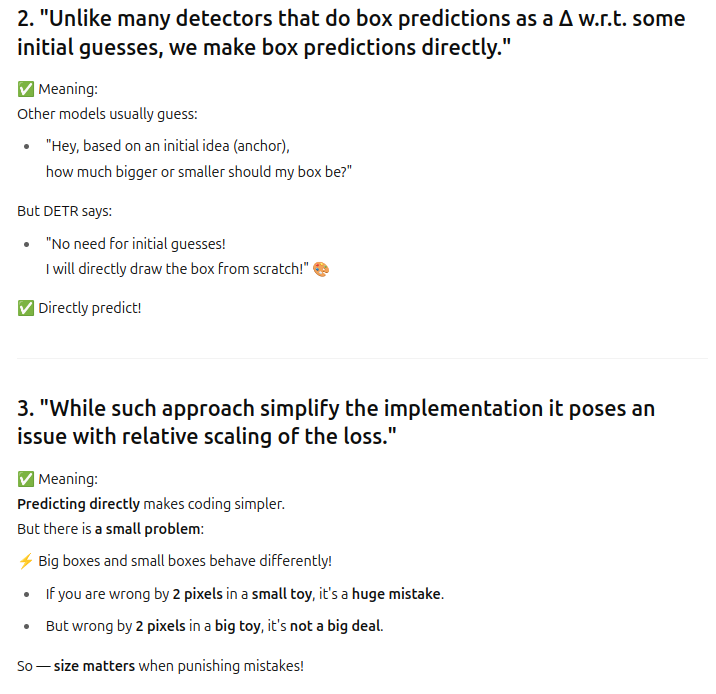 2. "Unlike many detectors that do box predictions as a Δ w.r.t. some
initial guesses, we make box predictions directly."
✅ Meaning:
Other models usually guess:
• "Hey, based on an initial idea (anchor),
how much bigger or smaller should my box be?"
But DETR says:
• "No need for initial guesses!
I will directly draw the box from scratch!" 🎨
✅ Directly predict!
3. "While such approach simplify the implementation it poses an
issue with relative scaling of the loss."
✅ Meaning:
Predicting directly makes coding simpler.
But there is a small problem:
⚡ Big boxes and small boxes behave differently!
• If you are wrong by 2 pixels in a small toy, it's a huge mistake.
• But wrong by 2 pixels in a big toy, it's not a big deal.
So — size matters when punishing mistakes!